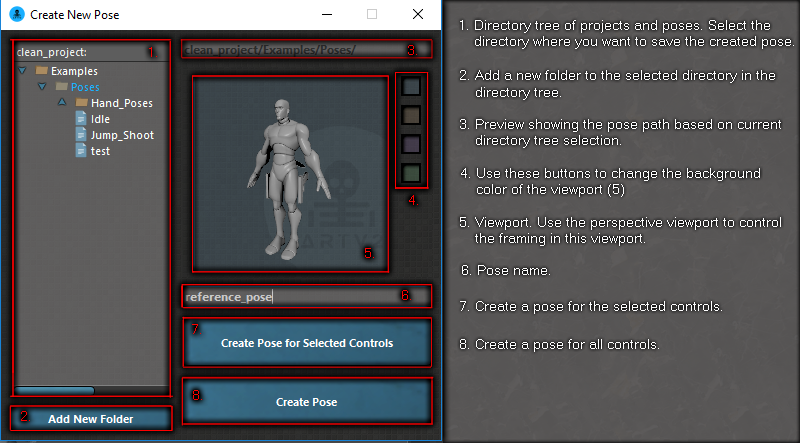 Create New Pose
clean_project:
1.
Examples
Poses
Hand_Poses
Idle
Jump_Shoot
test
2
Add New Folder
clean_project/Examples/Poses/
3.
4
5.
reference_pose
6
7
Create Pose for Selected Controls
8
Create Pose
1. Directory tree of projects and poses. Select the
directory where you want to save the created pose.
2. Add a new folder to the selected directory in the
directory tree.
3. Preview showing the pose path based on current
directory tree selection.
4. Use these buttons to change the background
color of the viewport (5)
5. Viewport. Use the perspective viewport to control
the framing in this viewport.
6. Pose name.
7. Create a pose for the selected controls.
8. Create a pose for all controls.